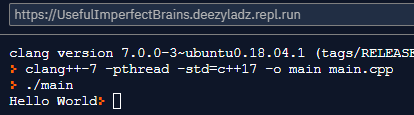 https://UsefulImperfectBrains.deezyladz.repl.run
clang version 7.0.0-3~ubuntu0.18.04.1 (tags/RELEASE
> clang++-7 -pthread -std=c++17 -o main main.cpp
> ./main
Hello World>